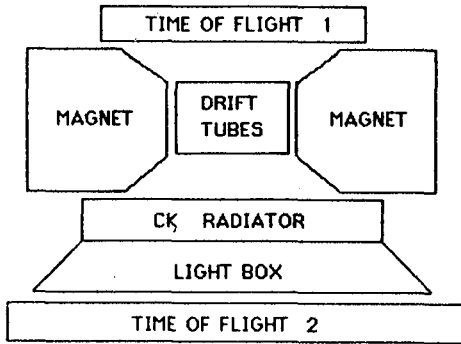 TIME OF FLIGHT 1
MAGNET
DRIFT
TUBES
MAGNET
CK RADIATOR
LIGHT BOX
TIME OF FLIGHT 2